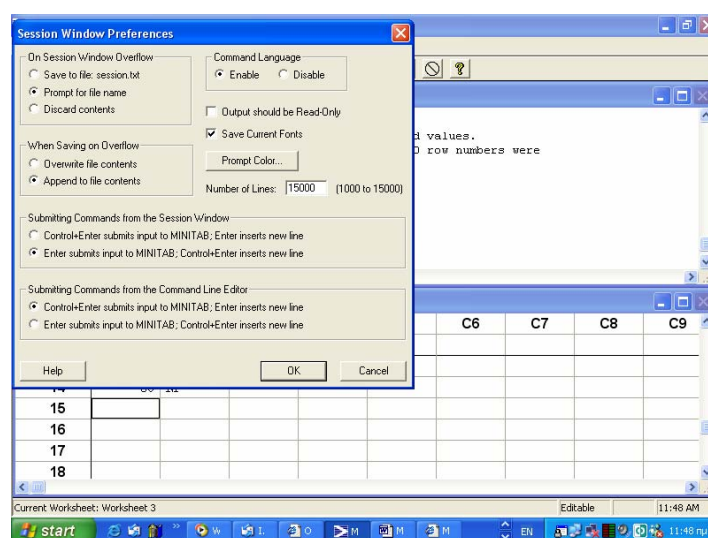 Session Window Preferences
On Session Window Overflow
Save to file: session.txt
Prompt for file name
Discard contents
When Saving on Overflow
Overwrite file contents
Append to file contents
Command Language
Enable Disable
Output should be Read-Only
Save Current Fonts
Prompt Color...
Number of Lines: 15000 (1000 to 15000)
Submitting Commands from the Session Window
Control+Enter submits input to MINITAB; Enter inserts new line
Enter submits input to MINITAB; Control+Enter inserts new line
Submitting Commands from the Command Line Editor
Control+Enter submits input to MINITAB; Enter inserts new line
Enter submits input to MINITAB; Control+Enter inserts new line
Help OK Cancel
values.
row numbers were
C6 C7 C8 C9
15
16
17
18
Current Worksheet: Worksheet 3 Editable 11:48 AM
start W I. O M M M EN 11:48 πμ